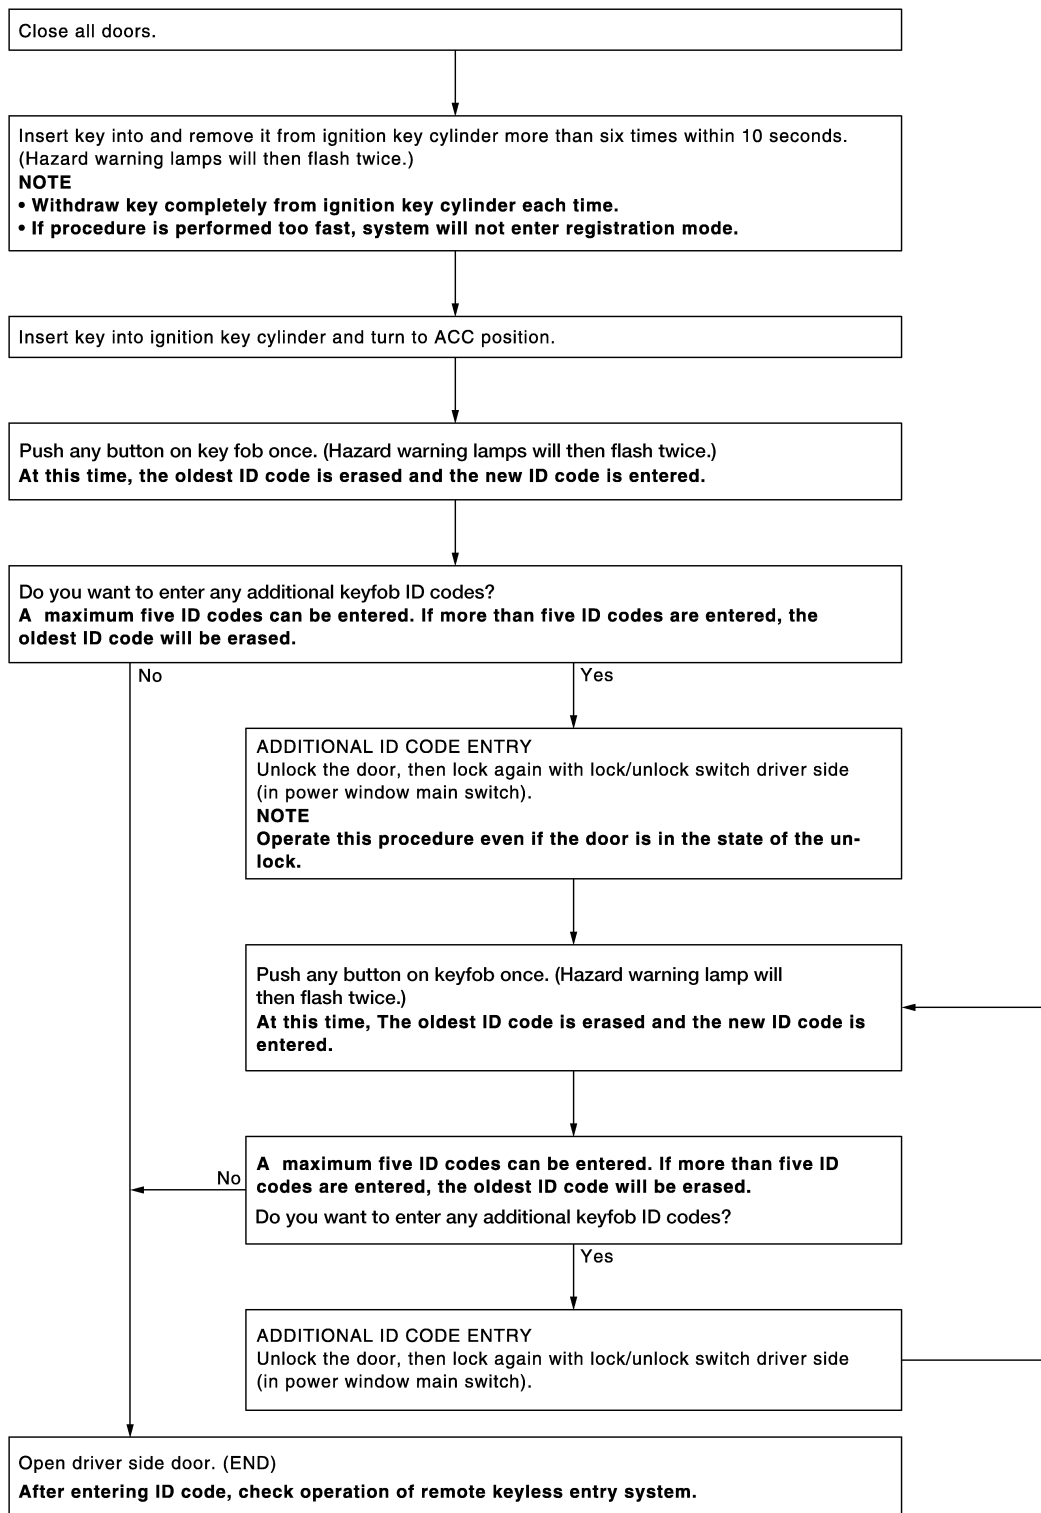 Close all doors.
Insert key into and remove it from ignition key cylinder more than six times within 10 seconds.
(Hazard warning lamps will then flash twice.)
NOTE
• Withdraw key completely from ignition key cylinder each time.
• If procedure is performed too fast, system will not enter registration mode.
Insert key into ignition key cylinder and turn to ACC position.
Push any button on key fob once. (Hazard warning lamps will then flash twice.)
At this time, the oldest ID code is erased and the new ID code is entered.
Do you want to enter any additional keyfob ID codes?
A  maximum five ID codes can be entered. If more than five ID codes are entered, the
oldest ID code will be erased.
No
Yes
ADDITIONAL ID CODE ENTRY
Unlock the door, then lock again with lock/unlock switch driver side
(in power window main switch).
NOTE
Operate this procedure even if the door is in the state of the un-
lock.
Push any button on keyfob once. (Hazard warning lamp will
then flash twice.)
At this time, The oldest ID code is erased and the new ID code is
entered.
A  maximum five ID codes can be entered. If more than five ID
codes are entered, the oldest ID code will be erased.
Do you want to enter any additional keyfob ID codes?
No
Yes
ADDITIONAL ID CODE ENTRY
Unlock the door, then lock again with lock/unlock switch driver side
(in power window main switch).
Open driver side door. (END)
After entering ID code, check operation of remote keyless entry system.